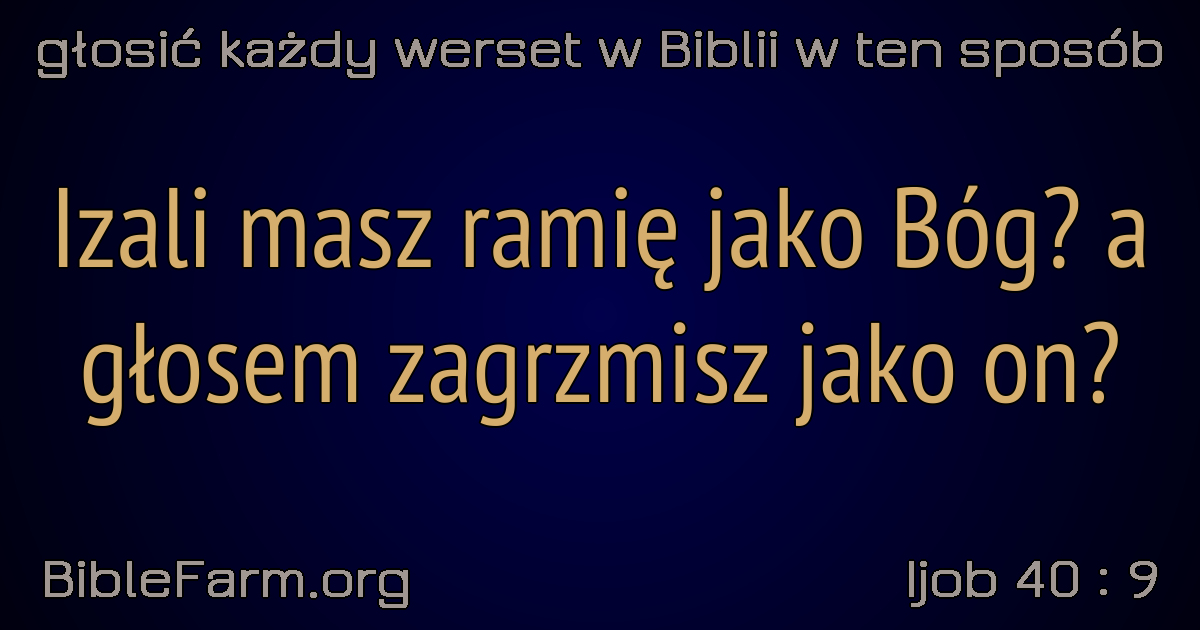 głosić każdy werset w Biblii w ten sposób
Izali masz ramię jako Bóg? a
głosem zagrzmisz jako on?
BibleFarm.org
Ijob 40 : 9